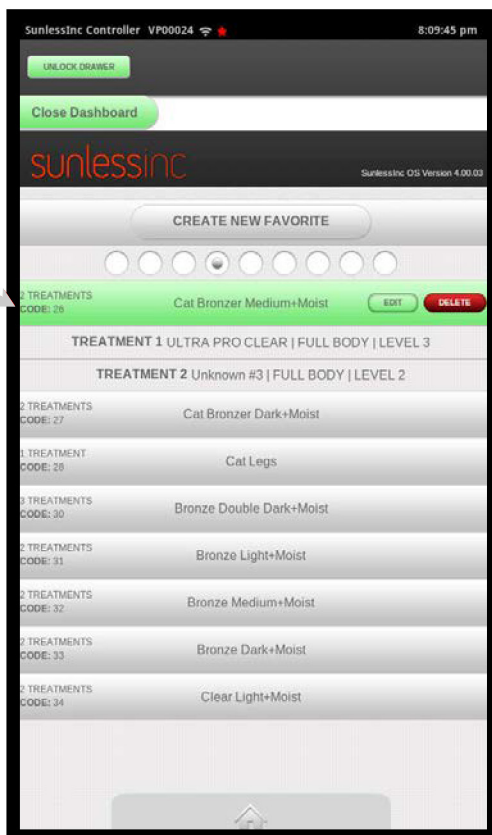 SunlessInc Controller VP00024 8:09:45 pm
UNLOCK DRAWER
Close Dashboard
sunlessinc
SunlessInc OS Version 4.00.03
CREATE NEW FAVORITE
2 TREATMENTS
CODE: 26
Cat Bronzer Medium+Moist
EDIT
DELETE
TREATMENT 1 ULTRA PRO CLEAR | FULL BODY | LEVEL 3
TREATMENT 2 Unknown #3 | FULL BODY | LEVEL 2
2 TREATMENTS
CODE: 27
Cat Bronzer Dark+Moist
1 TREATMENT
CODE: 28
Cat Legs
3 TREATMENTS
CODE: 30
Bronze Double Dark+Moist
2 TREATMENTS
CODE: 31
Bronze Light+Moist
2 TREATMENTS
CODE: 32
Bronze Medium+Moist
2 TREATMENTS
CODE: 33
Bronze Dark+Moist
2 TREATMENTS
CODE: 34
Clear Light+Moist